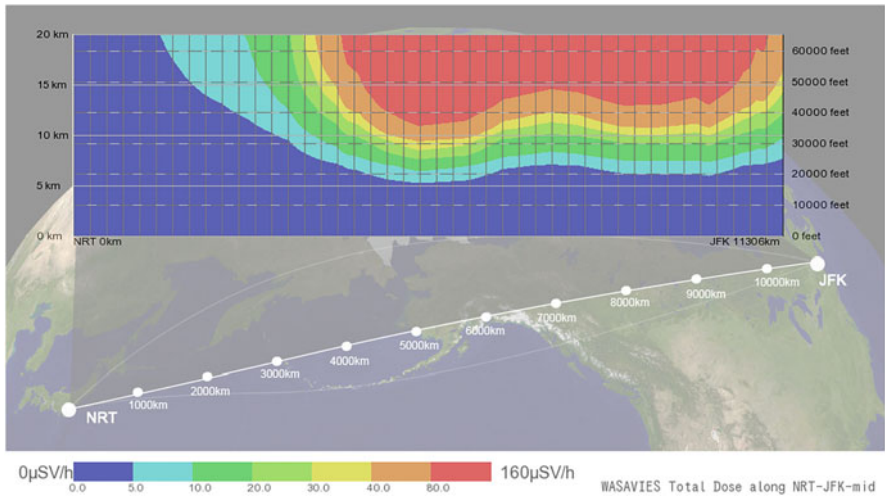 20 km
60000 feet
15 km
50000 feet
40000 feet
10 km
30000 feet
20000 feet
5 km
10000 feet
0 km
NRT 0km
JFK 11306km
0 feet
JFK
10000km
9000km
8000km
7000km
6000km
5000km
4000km
3000km
2000km
1000km
NRT
0μSV/h
160μSV/h
0.0 5.0 10.0 20.0 30.0 40.0 80.0
WASAVIES Total Dose along NRT-JFK-mid